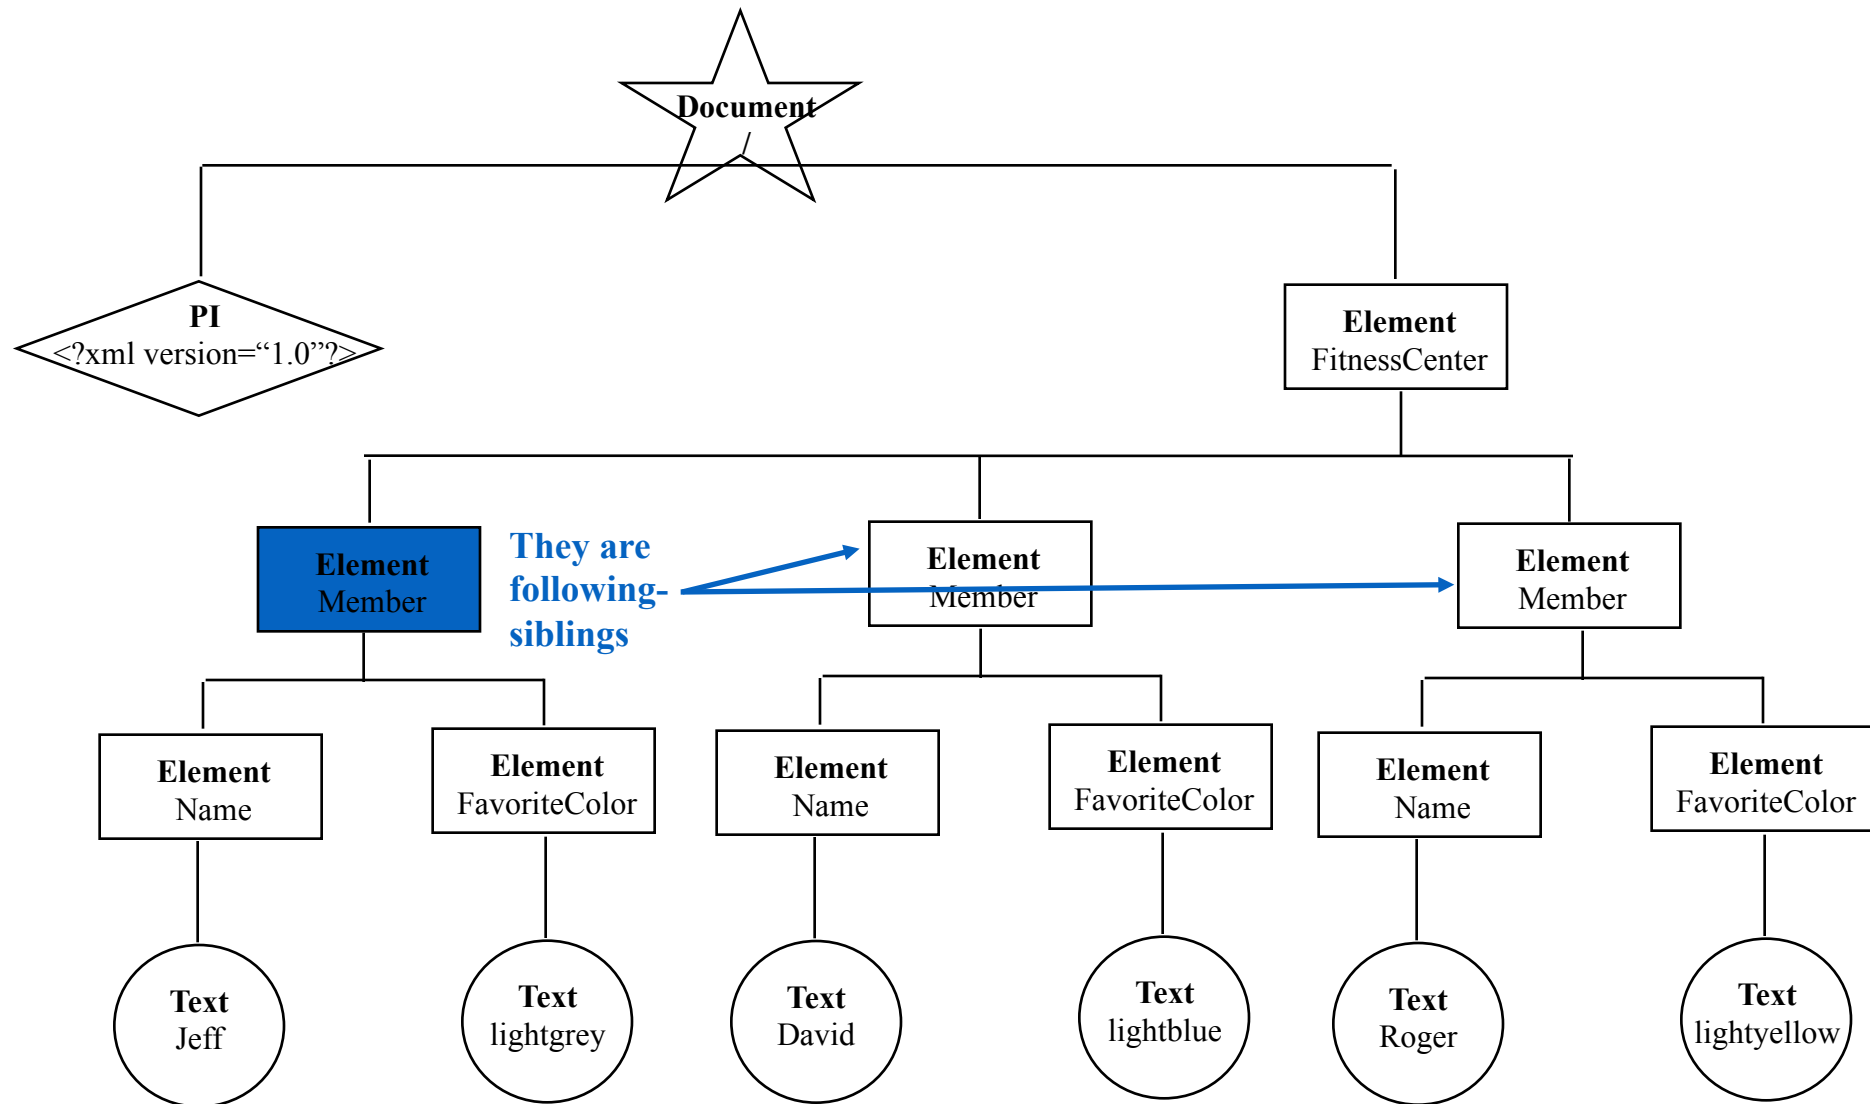 Document
/
PI
<?xml version=“1.0”?>
Element
FitnessCenter
Element
Member
They are
following-
siblings
Element
Member
Element
Member
Element
Name
Element
FavoriteColor
Element
Name
Element
FavoriteColor
Element
Name
Element
FavoriteColor
Text
Jeff
Text
lightgrey
Text
David
Text
lightblue
Text
Roger
Text
lightyellow